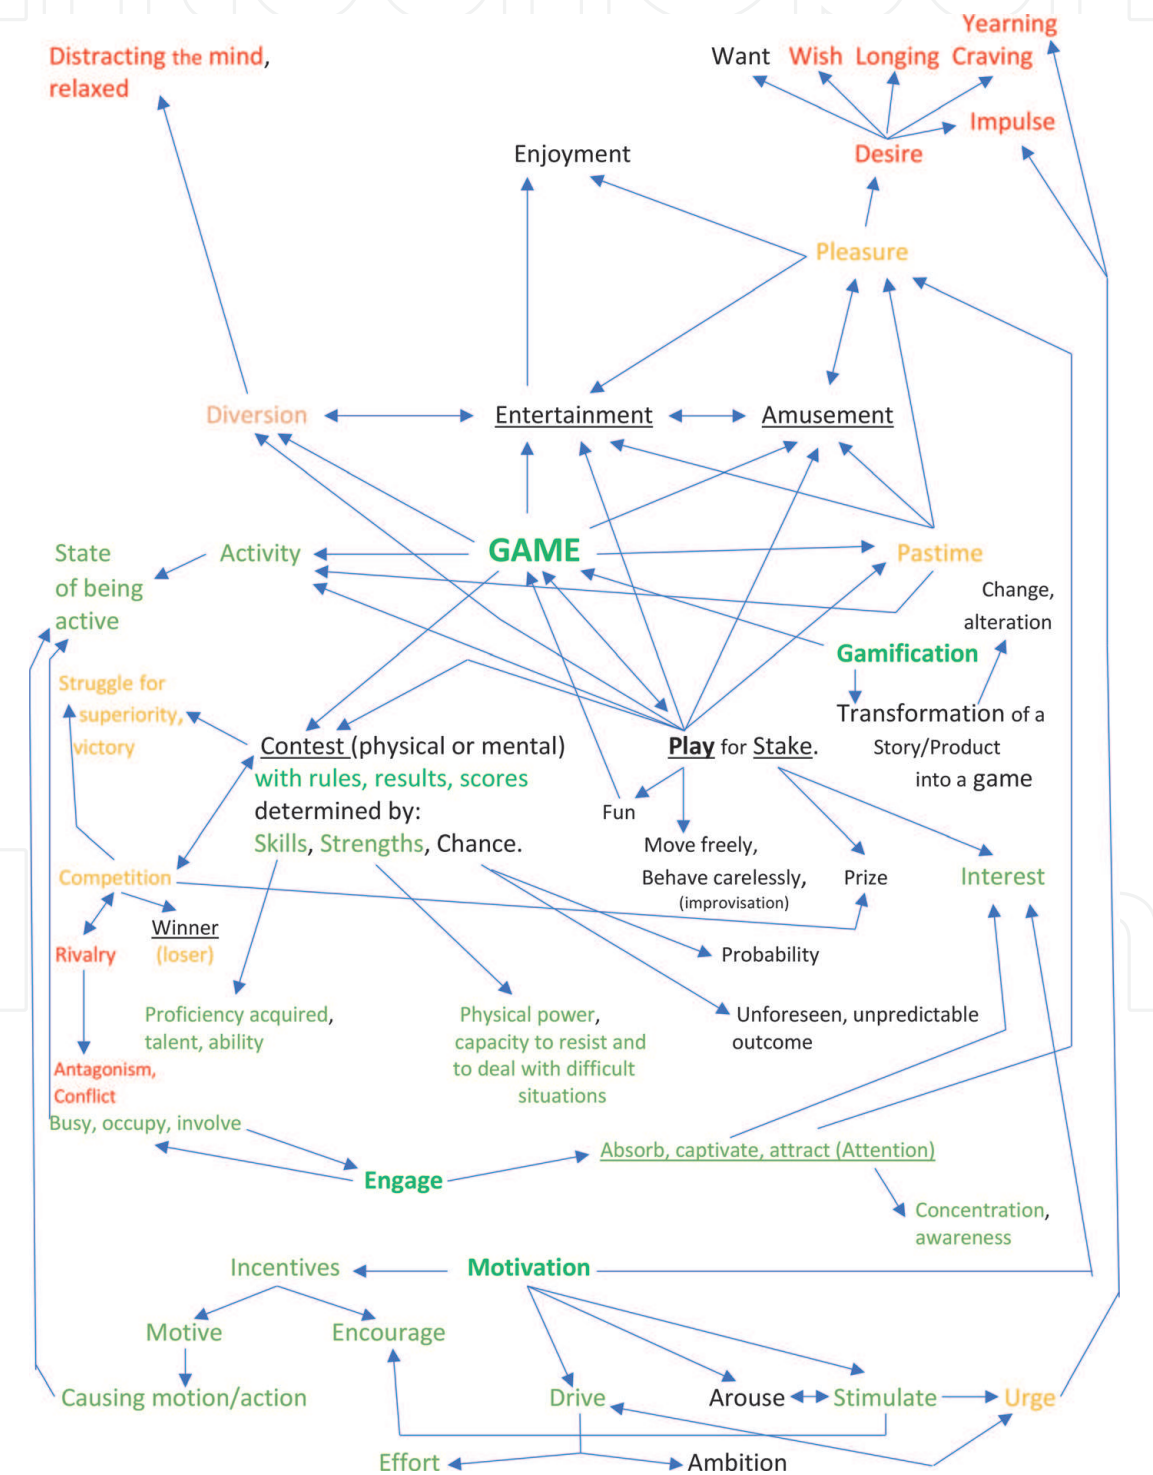 Yearning
Distracting the mind,
relaxed
Want Wish Longing Craving
Impulse
Enjoyment
Desire
Pleasure
Diversion
Entertainment
Amusement
GAME
State
of being
active
Activity
Pastime
Change,
alteration
Gamification
Struggle for
superiority,
victory
Transformation of a
Story/Product
into a game
Contest (physical or mental)
with rules, results, scores
determined by:
Skills, Strengths, Chance.
Play for Stake.
Fun
Move freely,
Behave carelessly,
(improvisation)
Prize
Interest
Competition
Winner
(loser)
Rivalry
Probability
Proficiency acquired,
talent, ability
Physical power,
capacity to resist and
to deal with difficult
situations
Unforeseen, unpredictable
outcome
Antagonism,
Conflict
Busy, occupy, involve
Absorb, captivate, attract (Attention)
Engage
Concentration,
awareness
Incentives
Motivation
Motive
Encourage
Causing motion/action
Drive
Arouse
Stimulate
Urge
Effort
Ambition